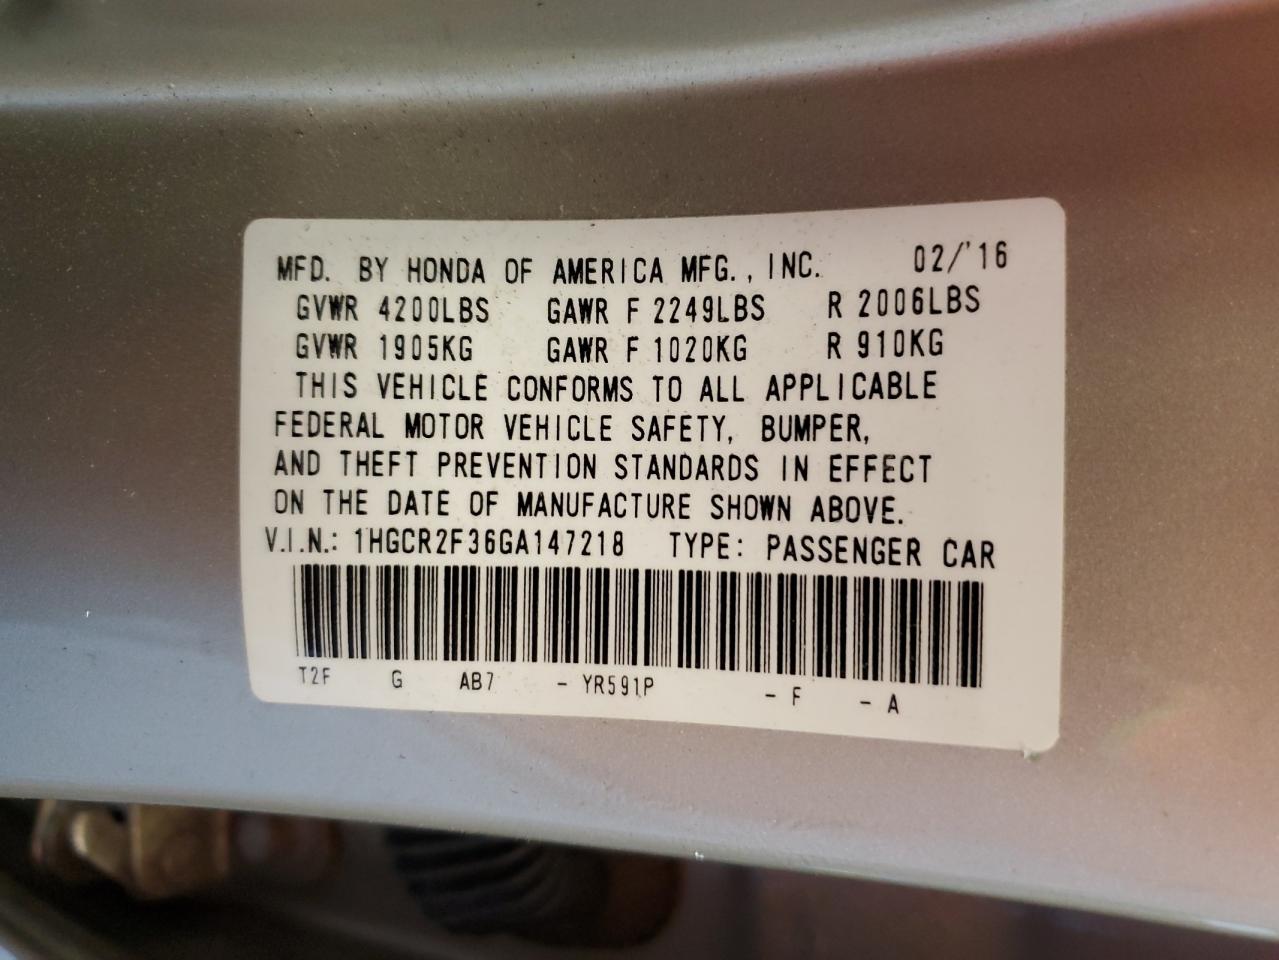 MFD. BY HONDA OF AMERICA MFG., INC. 02/'16
GVWR 4200LBS GAWR F 2249LBS R 2006LBS
GVWR 1905KG GAWR F 1020KG R 910KG
THIS VEHICLE CONFORMS TO ALL APPLICABLE
FEDERAL MOTOR VEHICLE SAFETY, BUMPER,
AND THEFT PREVENTION STANDARDS IN EFFECT
ON THE DATE OF MANUFACTURE SHOWN ABOVE.
V.I.N.: 1HGCR2F36GA147218 TYPE: PASSENGER CAR
T2F G AB7 - YR591P - F - A